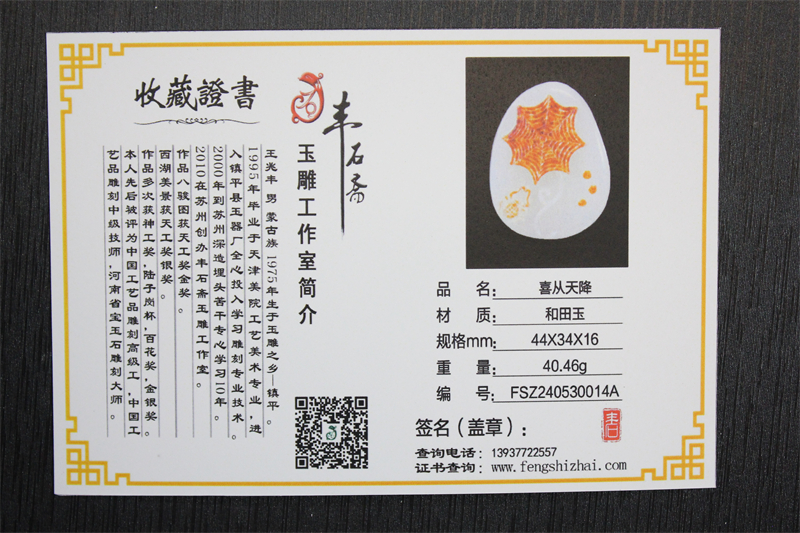 收藏證書
丰石斋
玉雕工作室简介
王兆丰 男 蒙古族 1975年生于玉雕之乡—镇平。
1995年毕业于天津美院工艺美术专业,进
入镇平县玉器厂全心投入学习雕刻专业技术。
2000年到苏州深造埋头苦干专心学习10年。
2010在苏州创办丰石斋玉雕工作室。
作品八骏图获天工奖金奖。
西湖美景获天工奖银奖。
作品多次获神工奖,陆子岗杯,百花奖,金银奖。
本人先后被评为中国工艺品雕刻高级工,中国工
艺品雕刻中级技师,河南省宝玉石雕刻大师。
品 名: 喜从天降
材 质: 和田玉
规格mm: 44X34X16
重 量: 40.46g
编 号: FSZ240530014A
签名(盖章):
丰石
查询电话: 13937722557
证书查询: www.fengshizhai.com